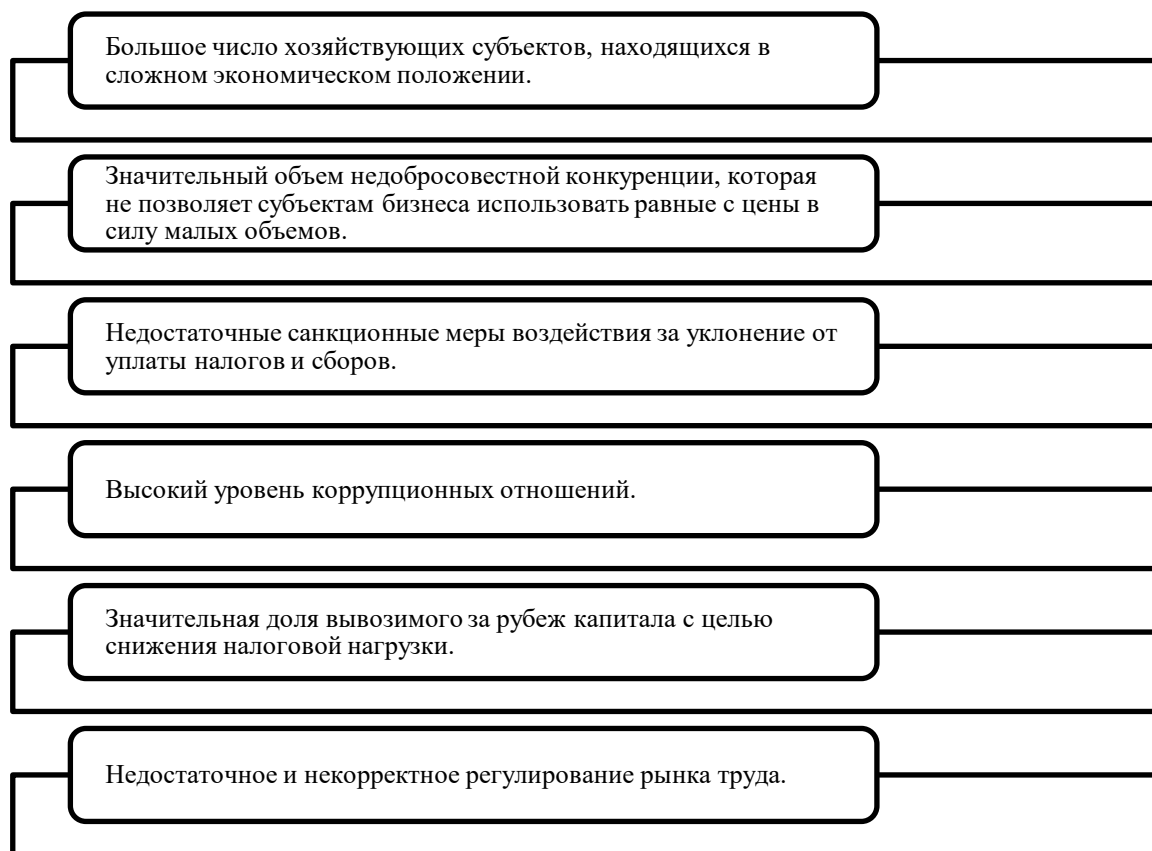 Большое число хозяйствующих субъектов, находящихся в
сложном экономическом положении.
Значительный объем недобросовестной конкуренции, которая
не позволяет субъектам бизнеса использовать равные с цены в
силу малых объемов.
Недостаточные санкционные меры воздействия за уклонение от
уплаты налогов и сборов.
Высокий уровень коррупционных отношений.
Значительная доля вывозимого за рубеж капитала с целью
снижения налоговой нагрузки.
Недостаточное и некорректное регулирование рынка труда.